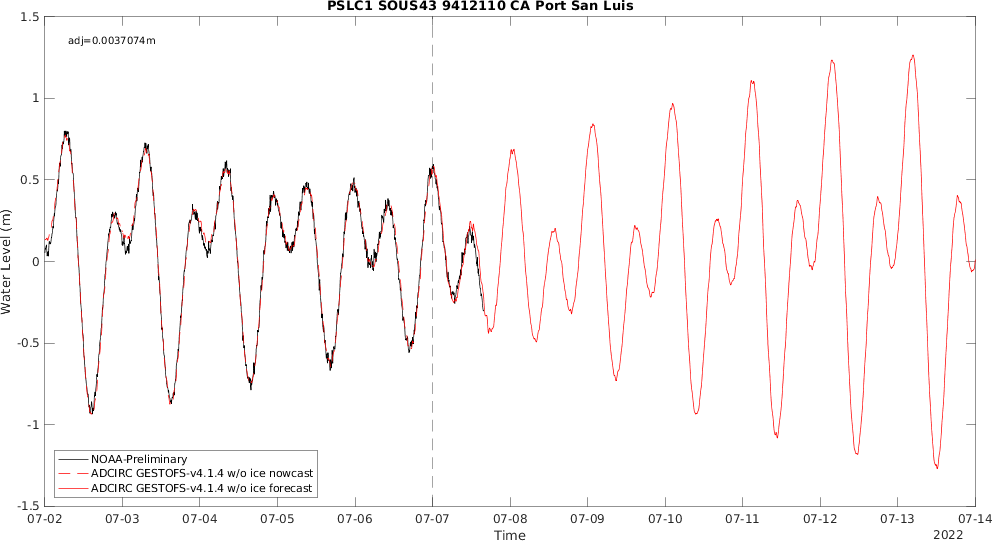 PSLC1 SOUS43 9412110 CA Port San Luis
adj=0.0037074m
1.5
1
0.5
0
-0.5
-1
-1.5
Water Level (m)
NOAA-Preliminary
ADCIRC GESTOFS-v4.1.4 w/o ice nowcast
ADCIRC GESTOFS-v4.1.4 w/o ice forecast
07-02 07-03 07-04 07-05 07-06 07-07 07-08 07-09 07-10 07-11 07-12 07-13 07-14
Time
2022